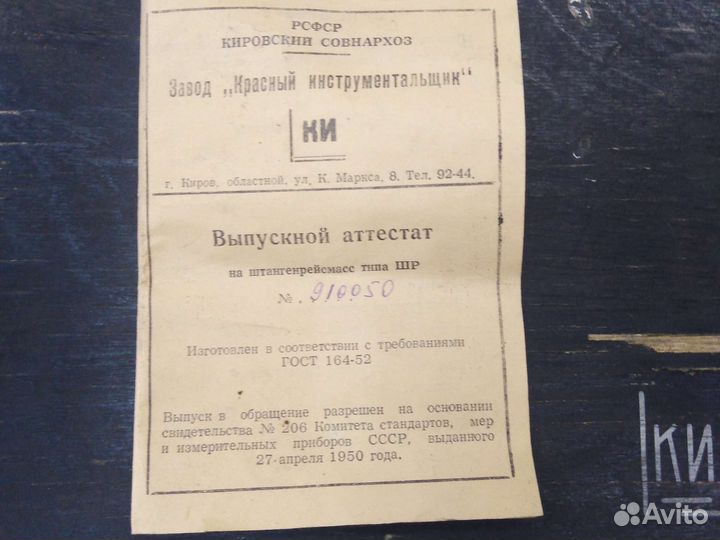 РСФСР
КИРОВСКИЙ СОВНАРХОЗ
Завод „Красный инструментальщик"
КИ
г. Киров, областной, ул, К. Маркса, 8. Тел. 92-44.
Выпускной аттестат
на штангенрейсмасс типа ШР
№ 910050
Изготовлен в соответствии с требованиями
ГОСТ 164-52
Выпуск в обращение разрешен на основании
свидетельства № 206 Комитета стандартов, мер
и измерительных приборов СССР, выданного
27-апреля 1950 года.
КИ
Avito